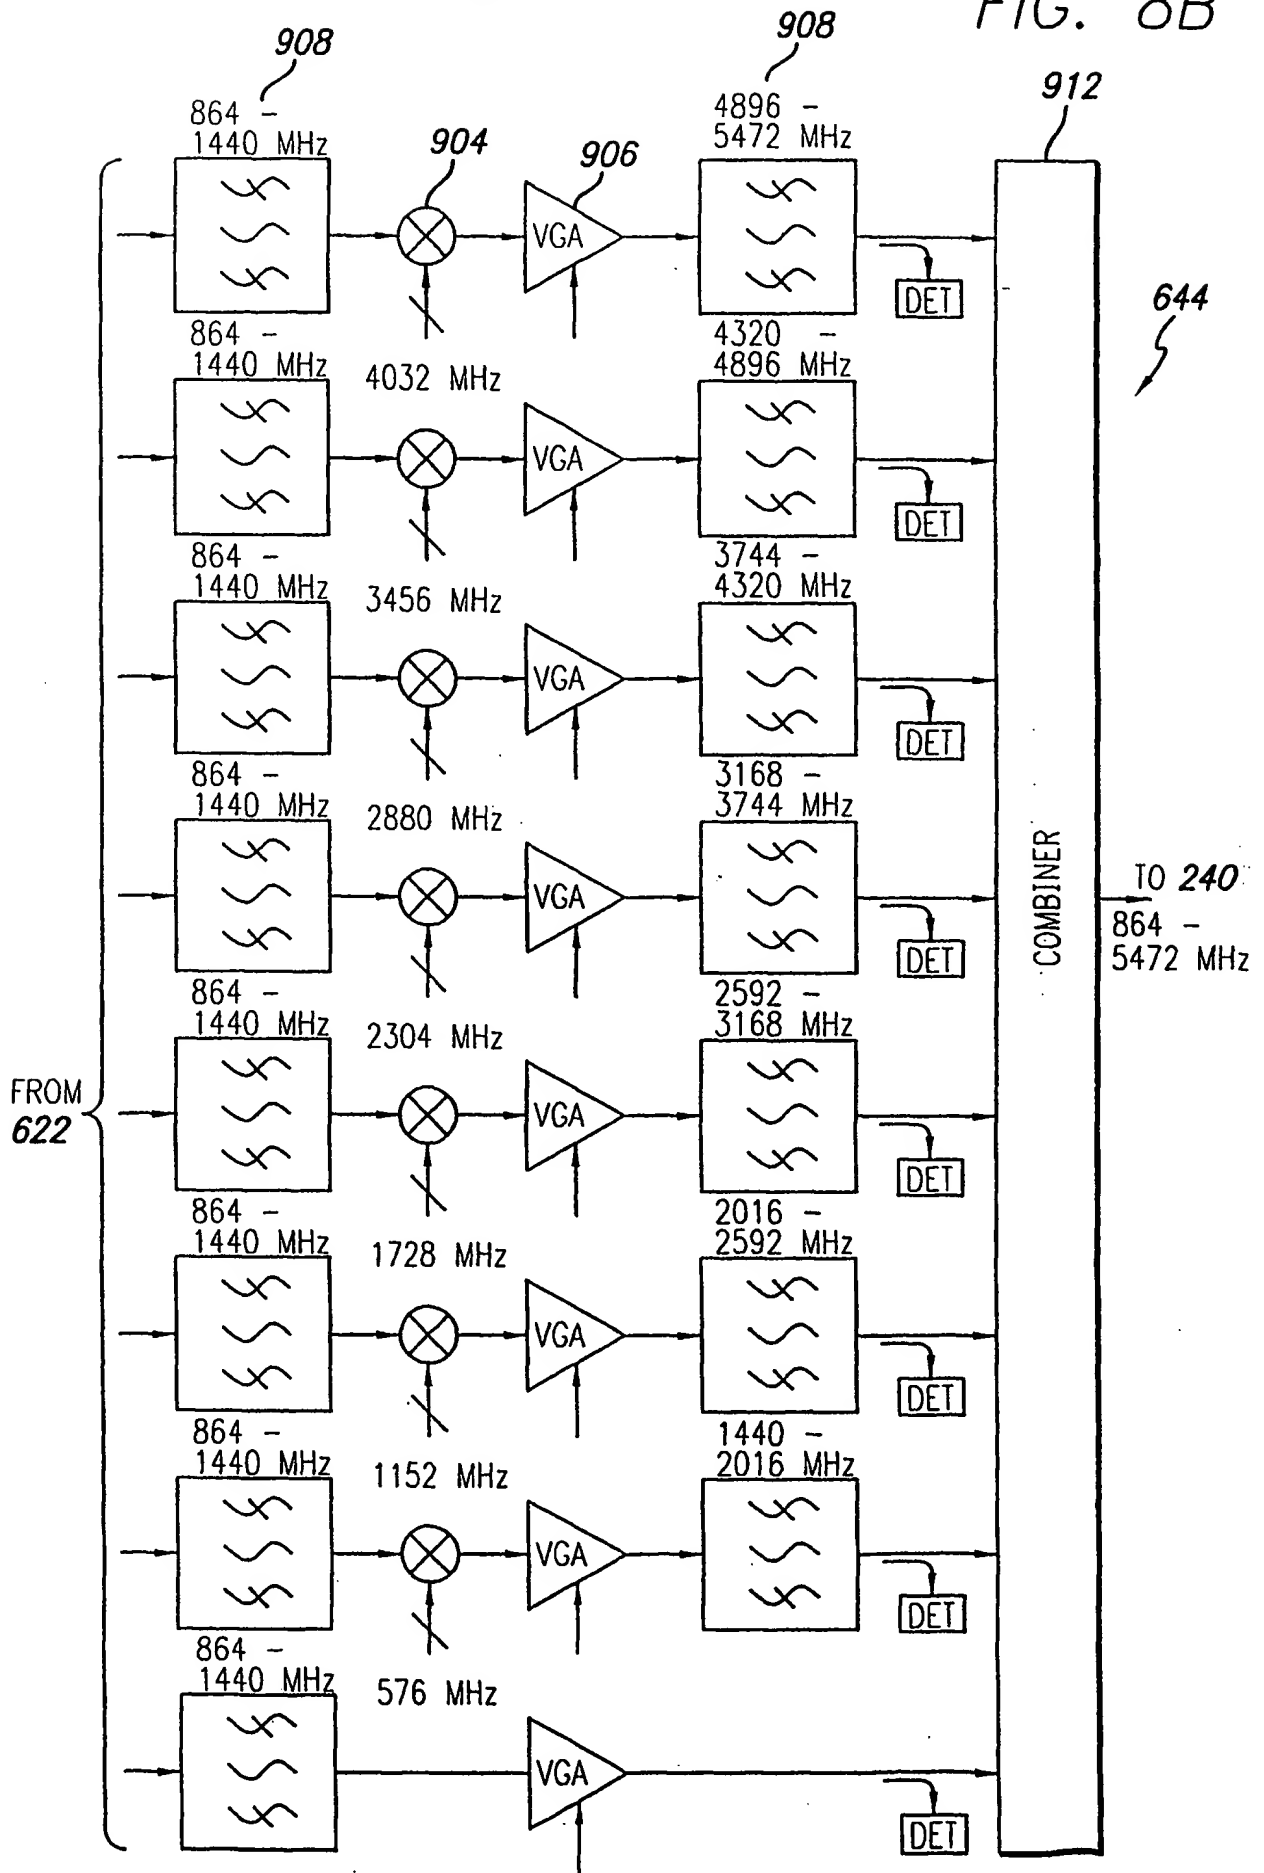 FIG. 8B
908
908
912
864 -
1440 MHz
904
906
4896 -
5472 MHz
VGA
DET
644
864 -
1440 MHz
4032 MHz
4320 -
4896 MHz
VGA
DET
864 -
1440 MHz
3456 MHz
3744 -
4320 MHz
VGA
DET
864 -
1440 MHz
2880 MHz
3168 -
3744 MHz
VGA
DET
COMBINER
TO 240
864 -
5472 MHz
864 -
1440 MHz
2304 MHz
2592 -
3168 MHz
FROM
622
VGA
DET
864 -
1440 MHz
1728 MHz
2016 -
2592 MHz
VGA
DET
864 -
1440 MHz
1152 MHz
1440 -
2016 MHz
VGA
DET
864 -
1440 MHz
576 MHz
VGA
DET